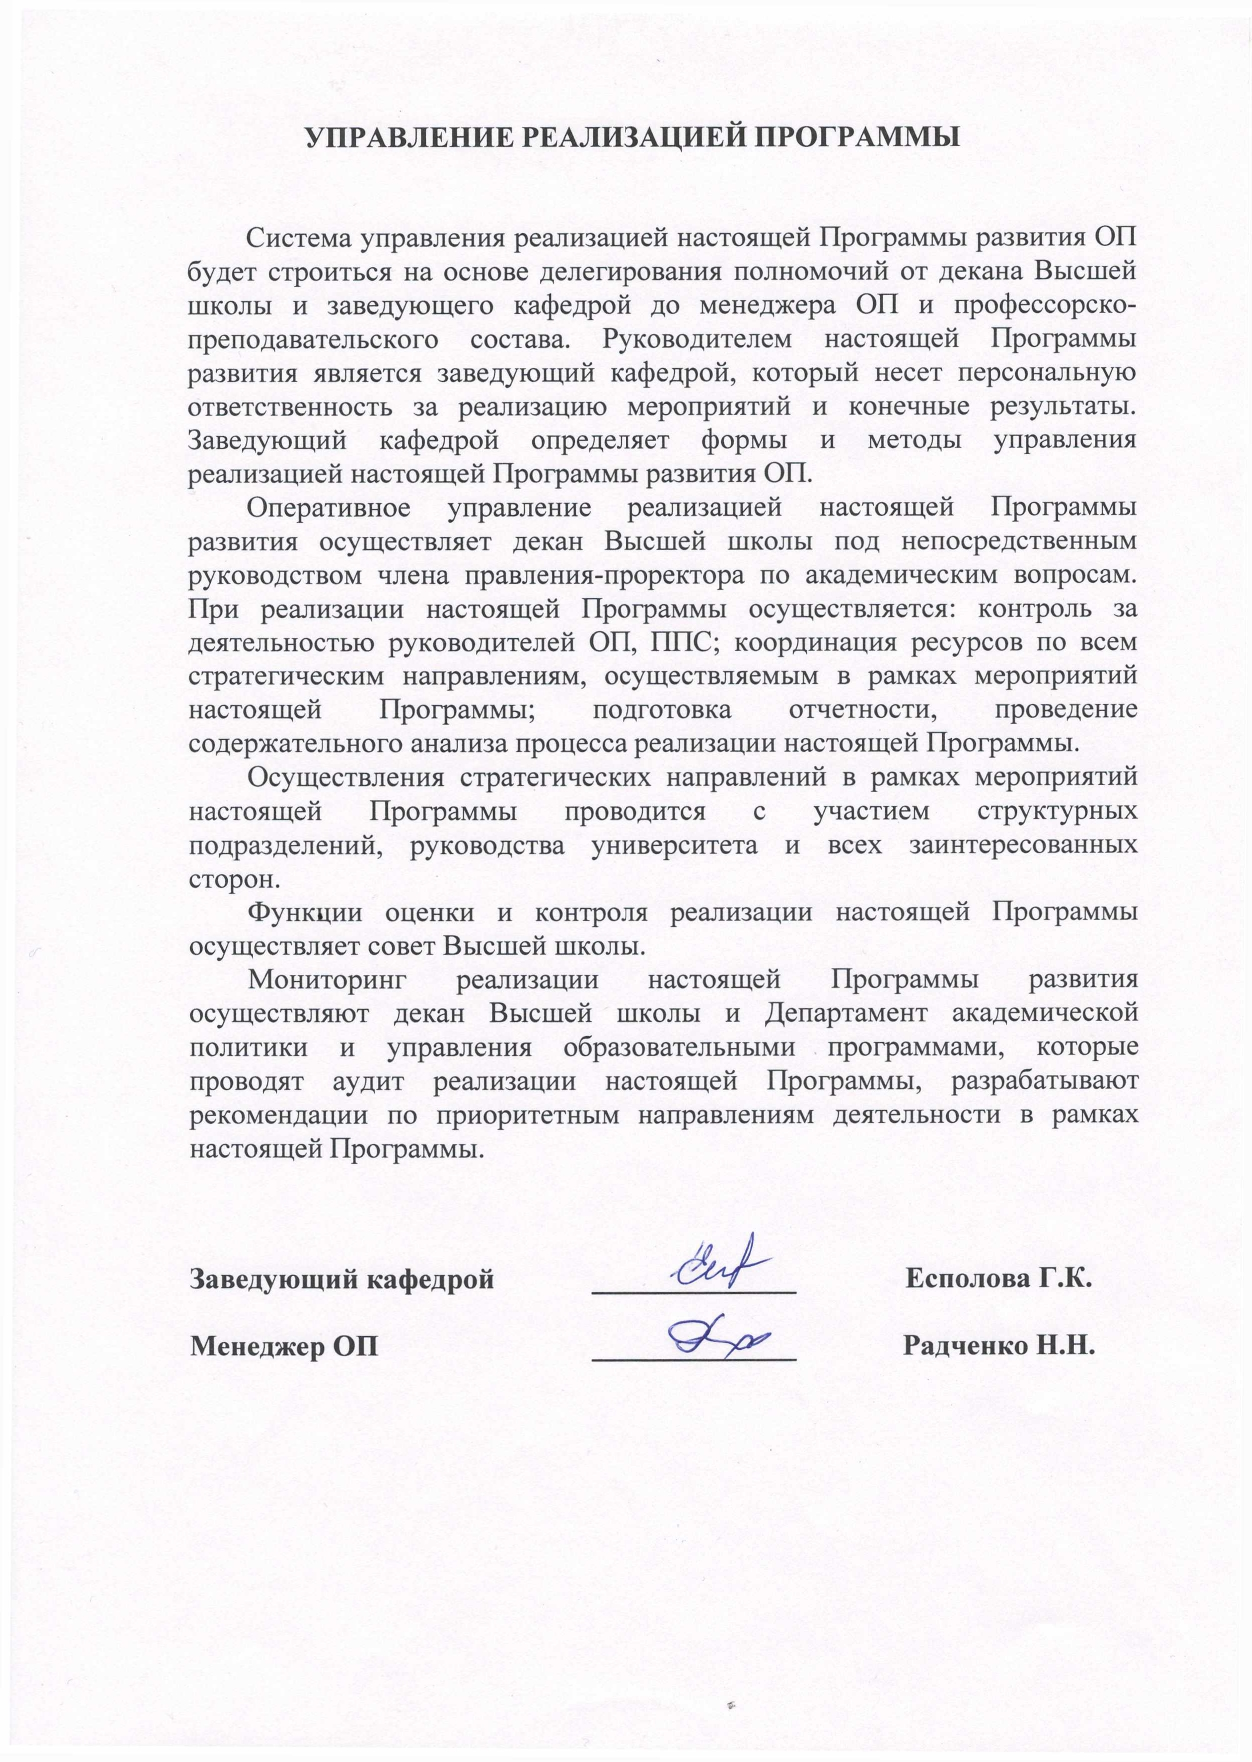 УПРАВЛЕНИЕ РЕАЛИЗАЦИЕЙ ПРОГРАММЫ
Система управления реализацией настоящей Программы развития ОП
будет строиться на основе делегирования полномочий от декана Высшей
школы и заведующего кафедрой до менеджера ОП и профессорско-
преподавательского состава. Руководителем настоящей Программы
развития является заведующий кафедрой, который несет персональную
ответственность за реализацию мероприятий и конечные результаты.
Заведующий кафедрой определяет формы и методы управления
реализацией настоящей Программы развития ОП.
Оперативное управление реализацией настоящей Программы
развития осуществляет декан Высшей школы под непосредственным
руководством члена правления-проректора по академическим вопросам.
При реализации настоящей Программы осуществляется: контроль за
деятельностью руководителей ОП, ППС; координация ресурсов по всем
стратегическим направлениям, осуществляемым в рамках мероприятий
настоящей Программы; подготовка отчетности, проведение
содержательного анализа процесса реализации настоящей Программы.
Осуществления стратегических направлений в рамках мероприятий
настоящей Программы проводится с участием структурных
подразделений, руководства университета и всех заинтересованных
сторон.
Функции оценки и контроля реализации настоящей Программы
осуществляет совет Высшей школы.
Мониторинг реализации настоящей Программы развития
осуществляют декан Высшей школы и Департамент академической
политики и управления образовательными программами, которые
проводят аудит реализации настоящей Программы, разрабатывают
рекомендации по приоритетным направлениям деятельности в рамках
настоящей Программы.
Заведующий кафедрой Есполова Г.К.
Менеджер ОП Радченко Н.Н.